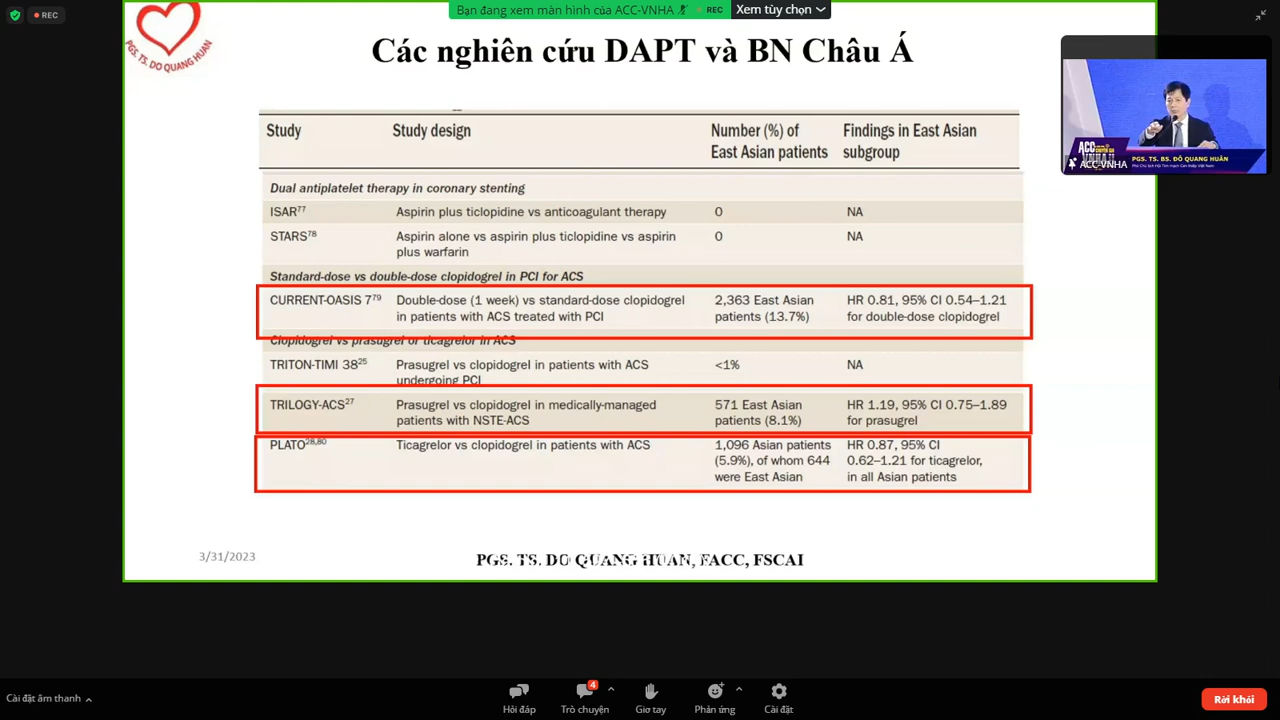 REC
Bạn đang xem màn hình của ACC-VNHA
REC
Xem tùy chọn
PGS. TS. DO QUANG HUAN
Các nghiên cứu DAPT và BN Châu Á
Study
Study design
Number (%) of
East Asian patients
Findings in East Asian
subgroup
Dual antiplatelet therapy in coronary stenting
ISAR77
Aspirin plus ticlopidine vs anticoagulant therapy
0
NA
STARS78
Aspirin alone vs aspirin plus ticlopidine vs aspirin
plus warfarin
0
NA
Standard-dose vs double-dose clopidogrel in PCI for ACS
CURRENT-OASIS 779
Double-dose (1 week) vs standard-dose clopidogrel
in patients with ACS treated with PCI
2,363 East Asian
patients (13.7%)
HR 0.81, 95% CI 0.54–1.21
for double-dose clopidogrel
Clopidogrel vs prasugrel or ticagrelor in ACS
TRITON-TIMI 3825
Prasugrel vs clopidogrel in patients with ACS
undergoing PCI
<1%
NA
TRILOGY-ACS27
Prasugrel vs clopidogrel in medically-managed
patients with NSTE-ACS
571 East Asian
patients (8.1%)
HR 1.19, 95% CI 0.75–1.89
for prasugrel
PLATO28,80
Ticagrelor vs clopidogrel in patients with ACS
1,096 Asian patients
(5.9%), of whom 644
were East Asian
HR 0.87, 95% CI
0.62–1.21 for ticagrelor,
in all Asian patients
3/31/2023
PGS. TS. DO QUANG HUAN, FACC, FSCAI
ACC
PGS. TS. BS. ĐỖ QUANG HUÂN
ACC-VNHA
Cài đặt âm thanh
Hỏi đáp
4
Trò chuyện
Giơ tay
Phản ứng
Cài đặt
Rời khỏi